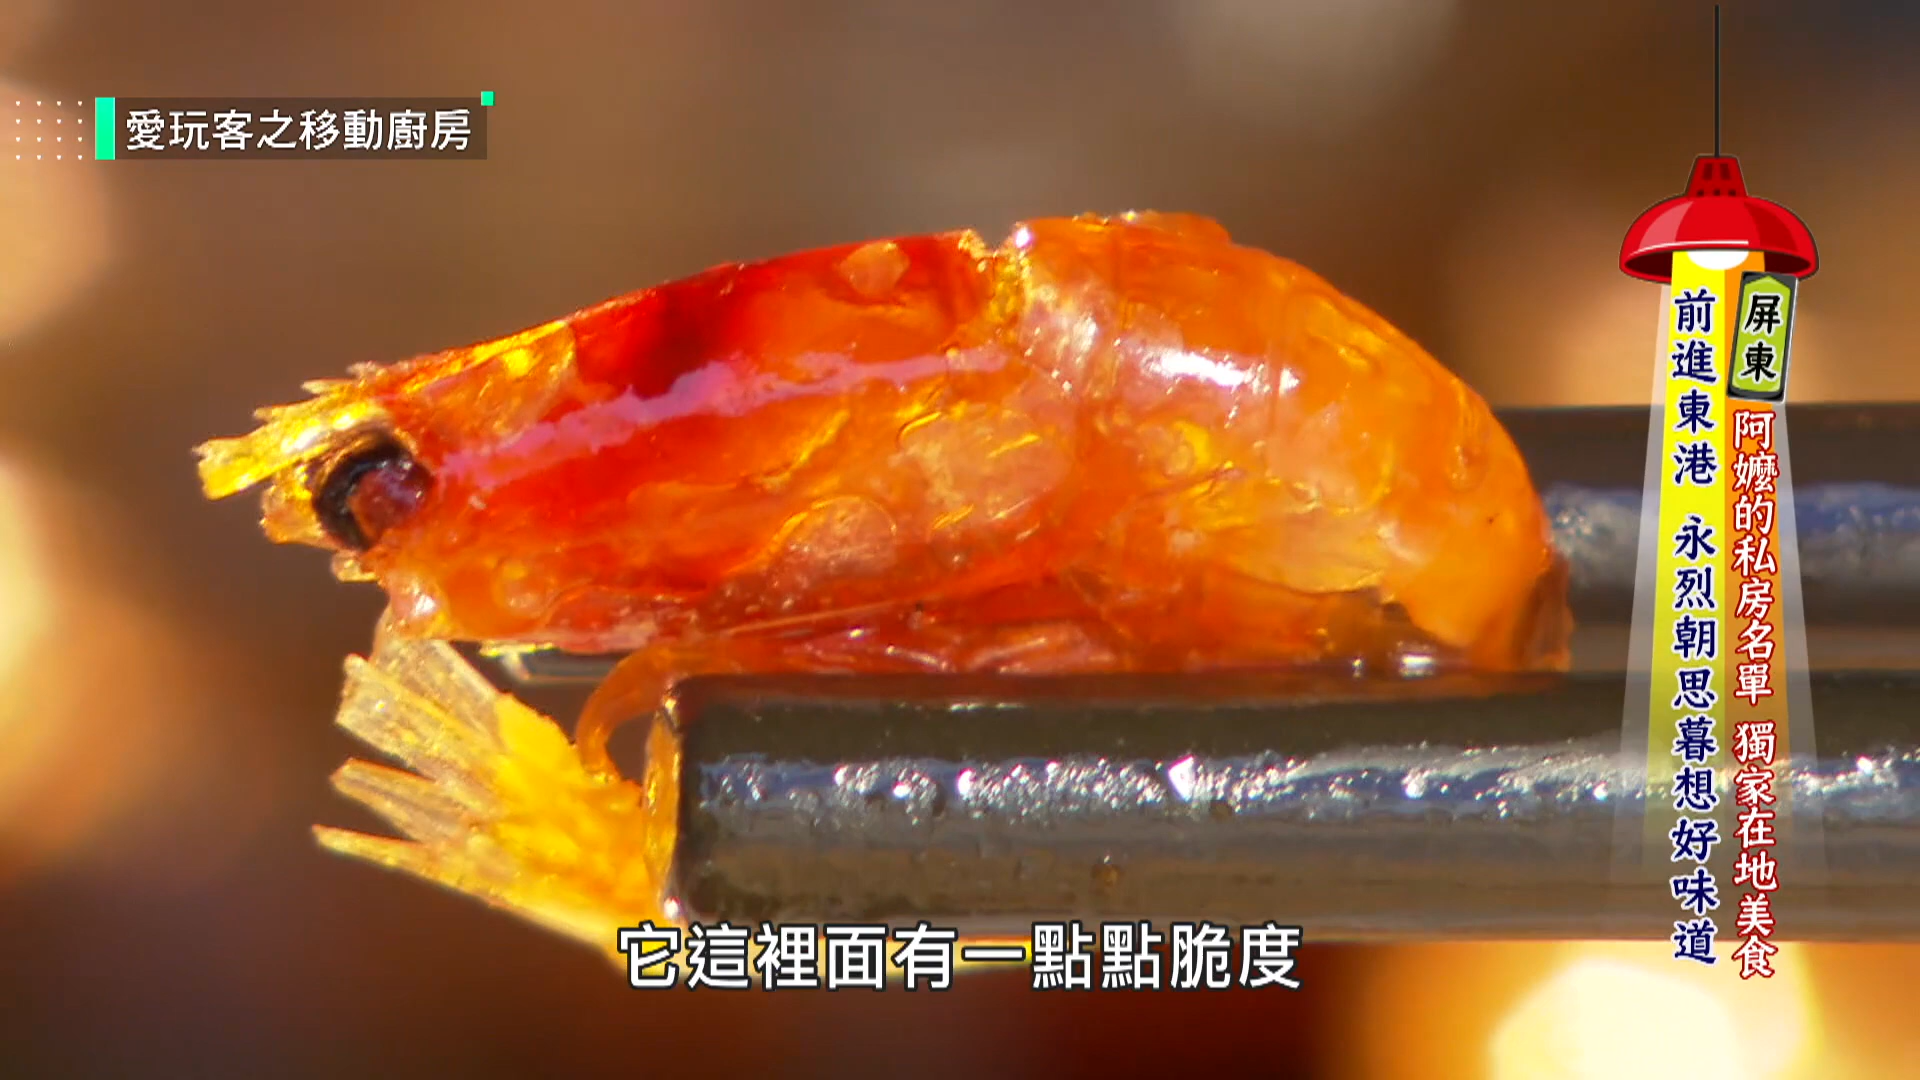 愛玩客之移動廚房
屏東
阿嬤的私房名單 獨家在地美食
前進東港 永烈朝思暮想好味道
它這裡面有一點點脆度